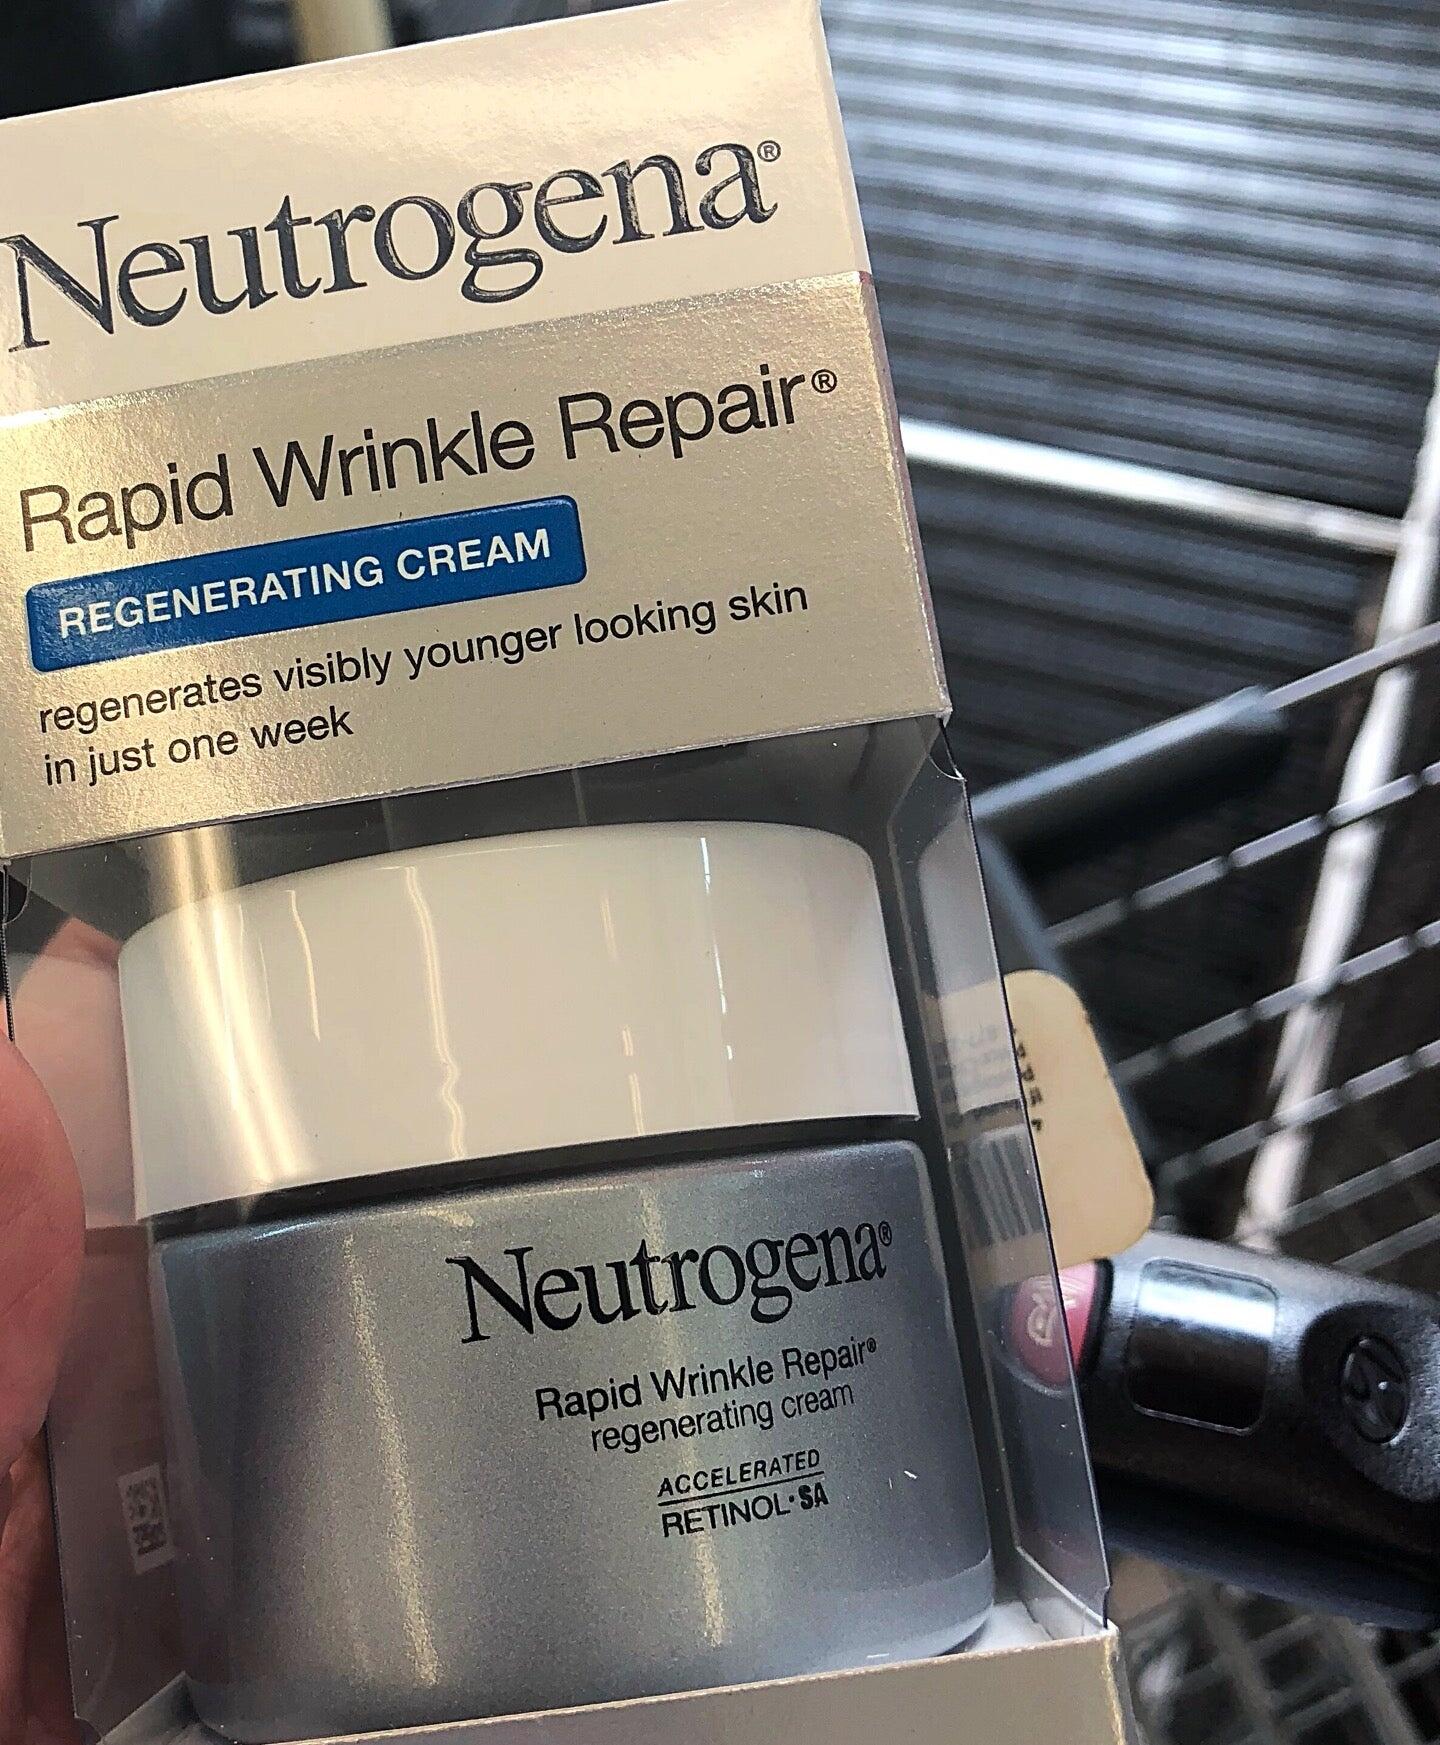 Neutrogena®
Rapid Wrinkle Repair®
REGENERATING CREAM
regenerates visibly younger looking skin
in just one week
Neutrogena®
Rapid Wrinkle Repair®
regenerating cream
ACCELERATED
RETINOL·SA